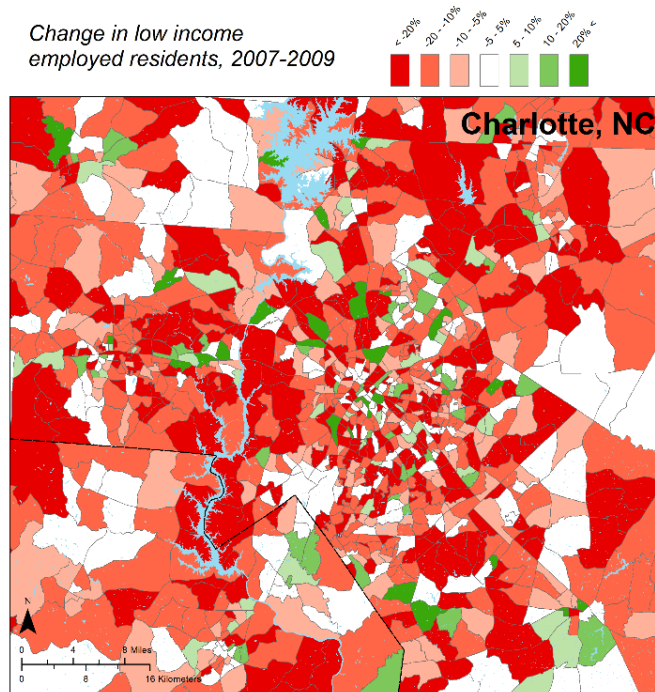 Change in low income
employed residents, 2007-2009
< -20%
-20 - -10%
-10 - -5%
-5 - 5%
5 - 10%
10 - 20%
20% <
Charlotte, NC
N
0 4 8 Miles
0 8 16 Kilometers